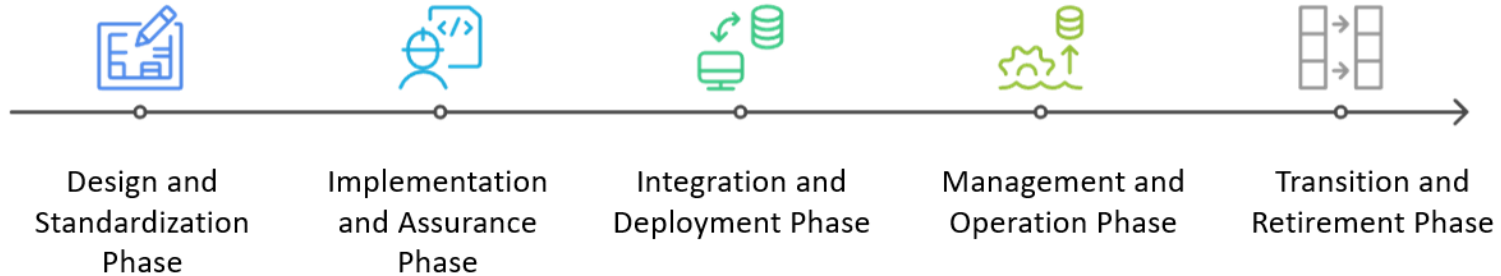 </>
Design and
Standardization
Phase
Implementation
and Assurance
Phase
Integration and
Deployment Phase
Management and
Operation Phase
Transition and
Retirement Phase